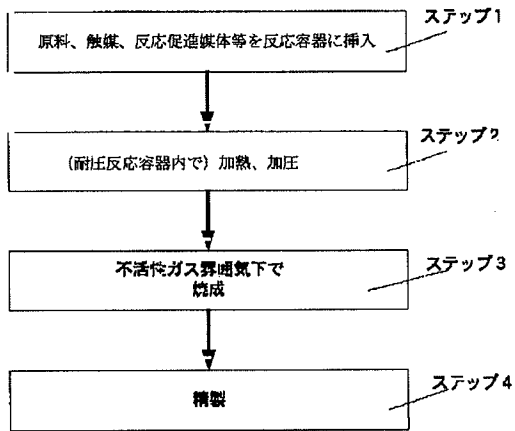 ステップ1
原料、触媒、反応促進媒体等を反応容器に挿入
ステップ2
(耐圧反応容器内で) 加熱、加圧
ステップ3
不活性ガス雰囲気下で
焼成
ステップ4
精製